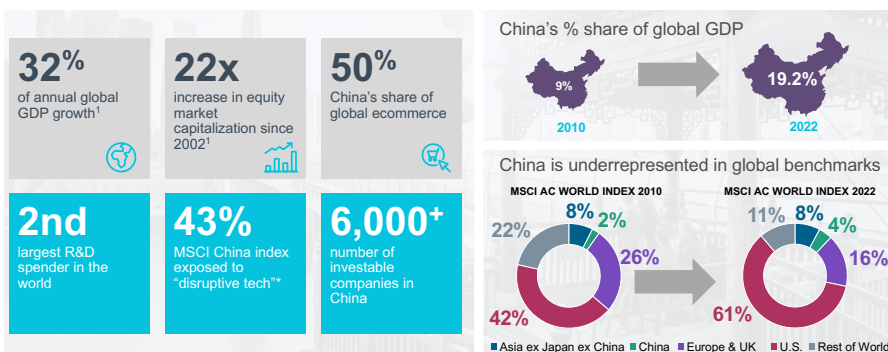 32%
of annual global
GDP growth1
22x
increase in equity
market
capitalization since
2002¹
50%
China's share of
global ecommerce
2nd
largest R&D
spender in the
world
43%
MSCI China index
exposed to
"disruptive tech"*
6,000+
number of
investable
companies in
China
China's % share of global GDP
9%
2010
19.2%
2022
China is underrepresented in global benchmarks
MSCI AC WORLD INDEX 2010
8%
2%
26%
42%
22%
MSCI AC WORLD INDEX 2022
8%
4%
16%
61%
11%
Asia ex Japan ex China China Europe & UK U.S. Rest of World